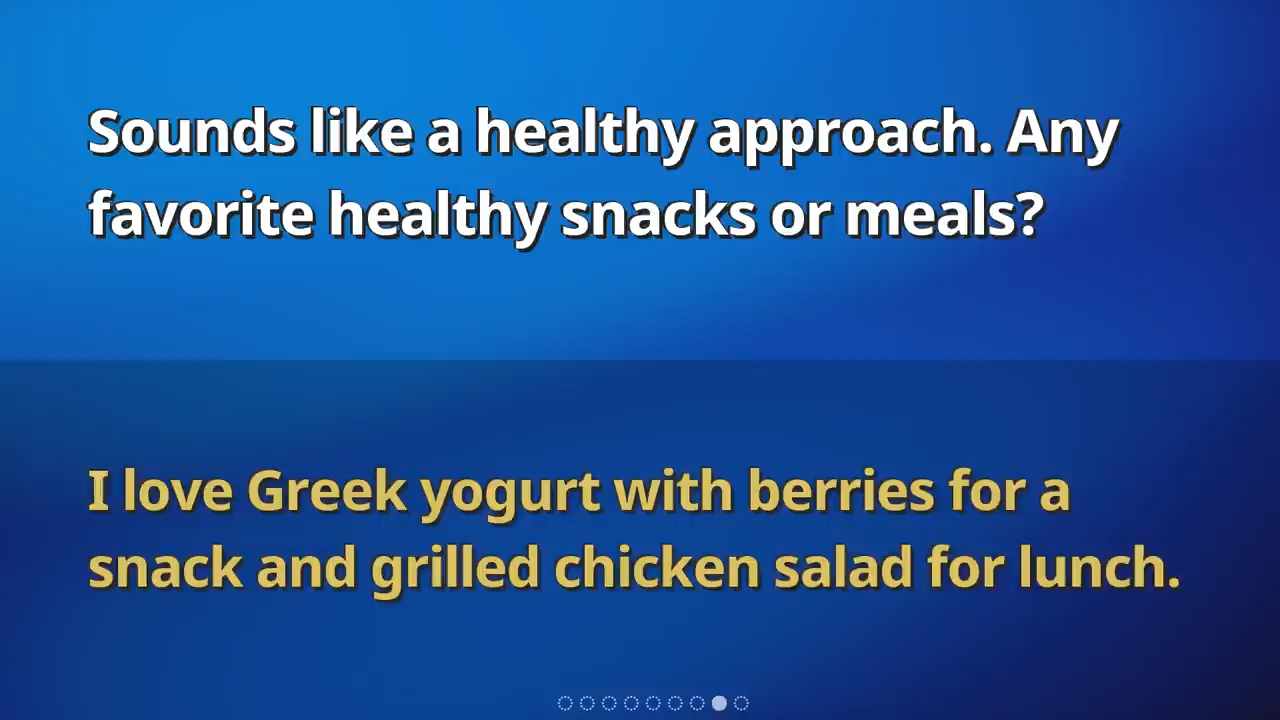 Sounds like a healthy approach. Any
favorite healthy snacks or meals?
I love Greek yogurt with berries for a
snack and grilled chicken salad for lunch.